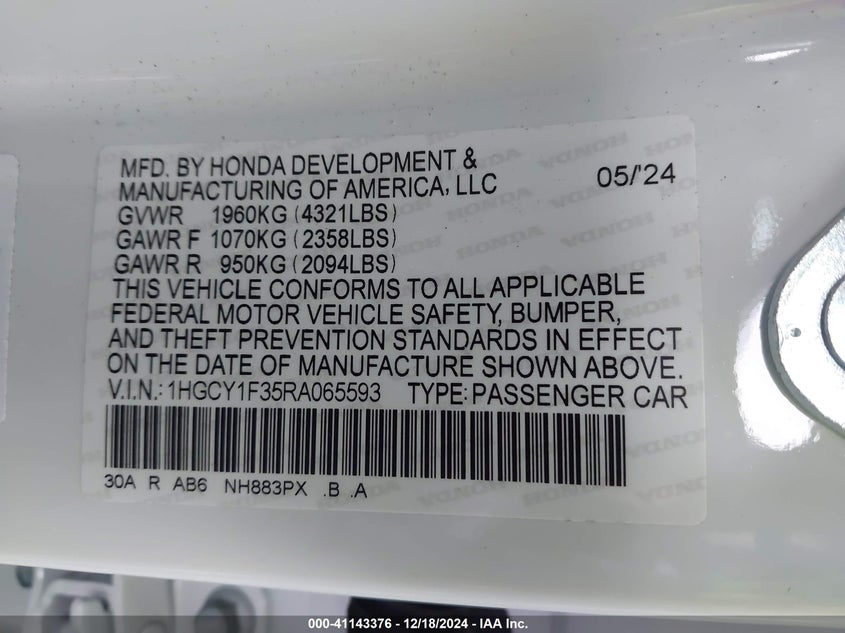 MFD. BY HONDA DEVELOPMENT &
MANUFACTURING OF AMERICA, LLC 05/'24
GVWR 1960KG (4321LBS)
GAWR F 1070KG (2358LBS)
GAWR R 950KG (2094LBS)
THIS VEHICLE CONFORMS TO ALL APPLICABLE
FEDERAL MOTOR VEHICLE SAFETY, BUMPER,
AND THEFT PREVENTION STANDARDS IN EFFECT
ON THE DATE OF MANUFACTURE SHOWN ABOVE.
V.I.N.: 1HGCY1F35RA065593 TYPE: PASSENGER CAR
30A R AB6 NH883PX .B .A
000-41143376 / 12/18/2024 - IAA Inc.